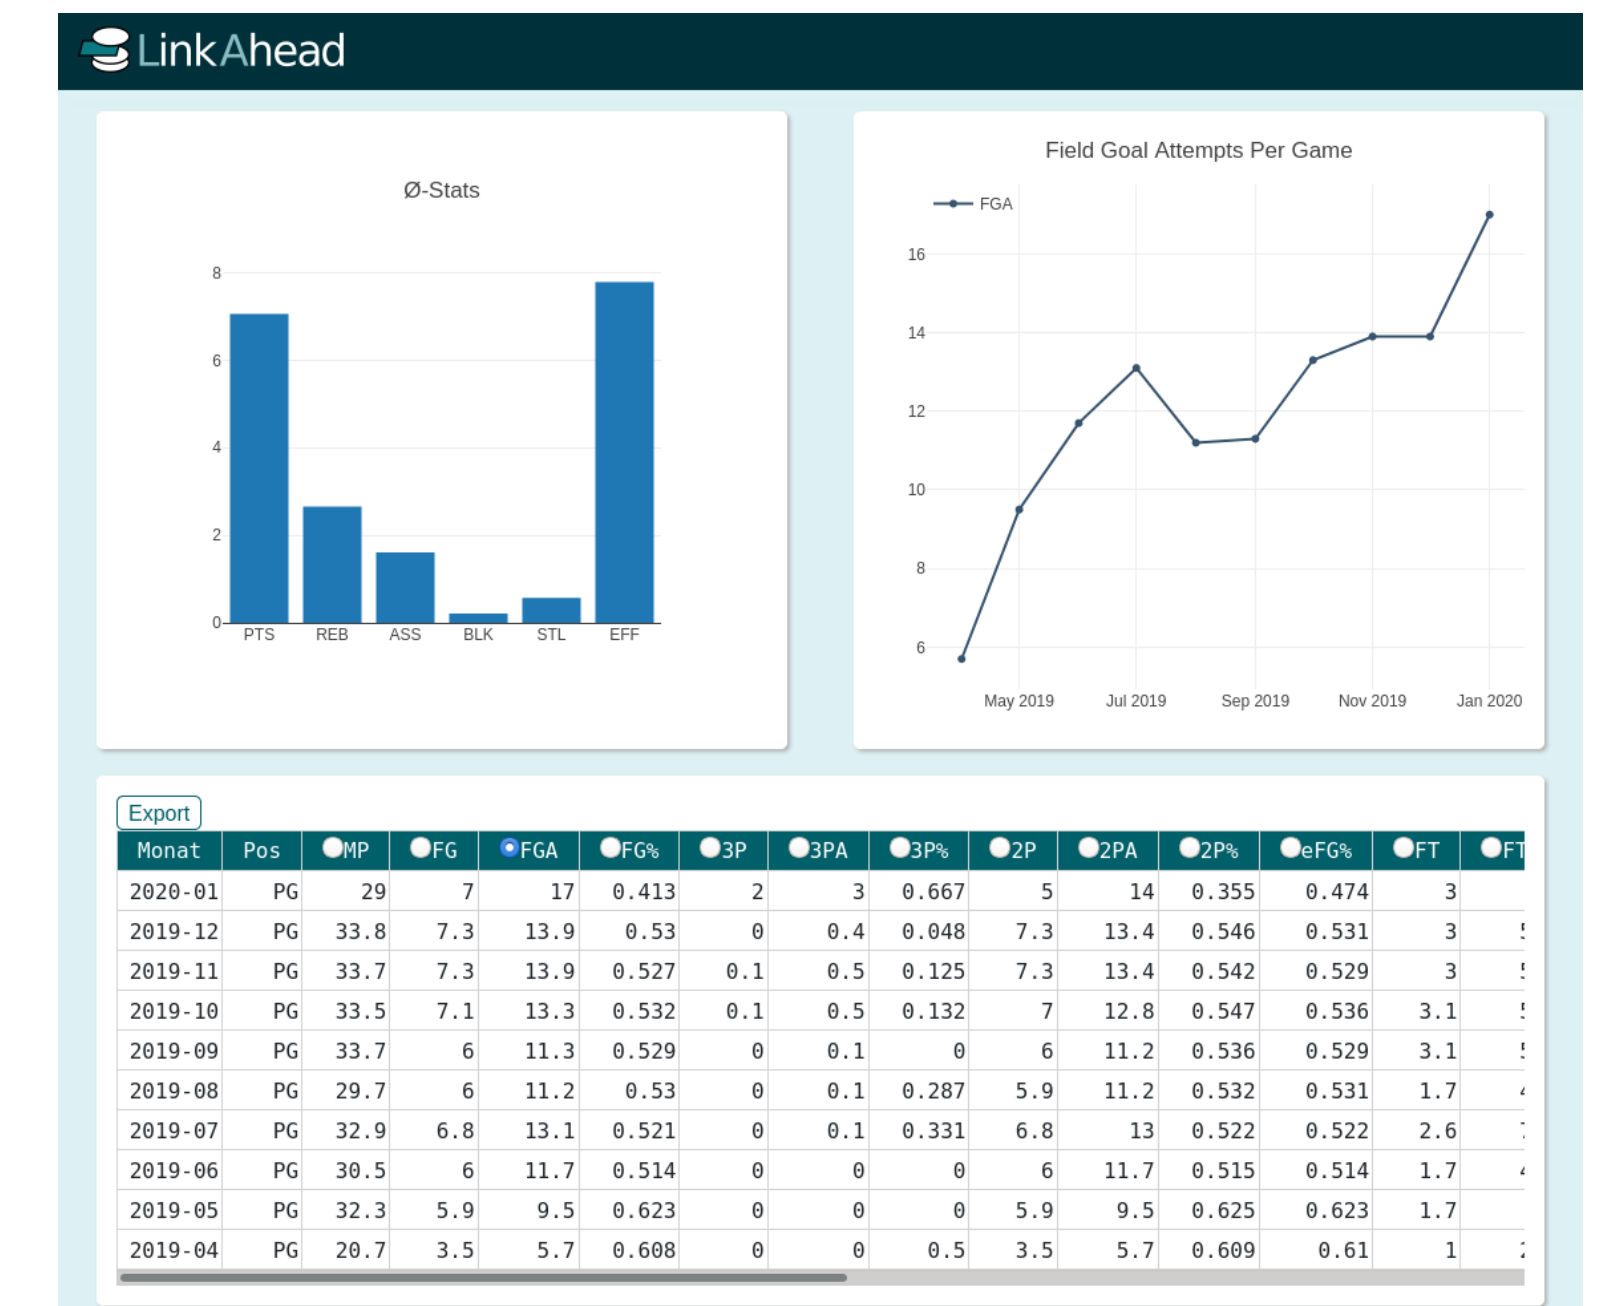 LinkAhead
Ø-Stats
8
6
4
2
0
PTS REB ASS BLK STL EFF
Field Goal Attempts Per Game
FGA
16
14
12
10
8
6
May 2019 Jul 2019 Sep 2019 Nov 2019 Jan 2020
Export
Monat Pos MP FG FGA FG% 3P 3PA 3P% 2P 2PA 2P% eFG% FT FT
2020-01 PG 29 7 17 0.413 2 3 0.667 5 14 0.355 0.474 3
2019-12 PG 33.8 7.3 13.9 0.53 0 0.4 0.048 7.3 13.4 0.546 0.531 3
2019-11 PG 33.7 7.3 13.9 0.527 0.1 0.5 0.125 7.3 13.4 0.542 0.529 3
2019-10 PG 33.5 7.1 13.3 0.532 0.1 0.5 0.132 7 12.8 0.547 0.536 3.1
2019-09 PG 33.7 6 11.3 0.529 0 0.1 0 6 11.2 0.536 0.529 3.1
2019-08 PG 29.7 6 11.2 0.53 0 0.1 0.287 5.9 11.2 0.532 0.531 1.7
2019-07 PG 32.9 6.8 13.1 0.521 0 0.1 0.331 6.8 13 0.522 0.522 2.6
2019-06 PG 30.5 6 11.7 0.514 0 0 0 6 11.7 0.515 0.514 1.7
2019-05 PG 32.3 5.9 9.5 0.623 0 0 0 5.9 9.5 0.625 0.623 1.7
2019-04 PG 20.7 3.5 5.7 0.608 0 0 0.5 3.5 5.7 0.609 0.61 1